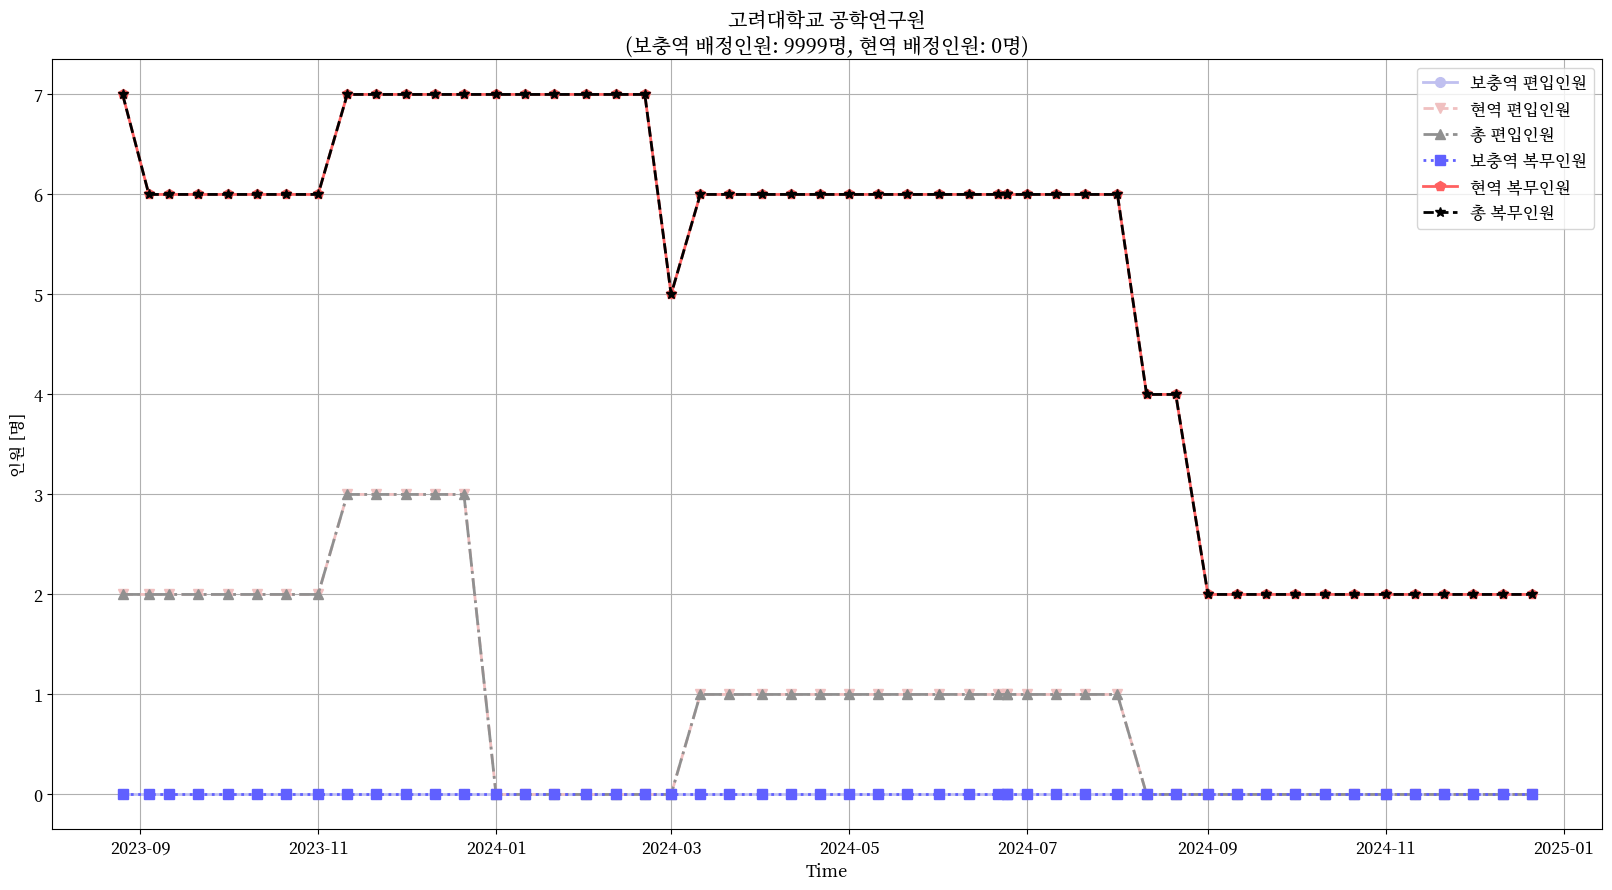 고려대학교 공학연구원
(보충역 배정인원: 9999명, 현역 배정인원: 0명)
보충역 편입인원
현역 편입인원
총 편입인원
보충역 복무인원
현역 복무인원
총 복무인원
인원 [명]
7
6
5
4
3
2
1
0
2023-09
2023-11
2024-01
2024-03
2024-05
2024-07
2024-09
2024-11
2025-01
Time